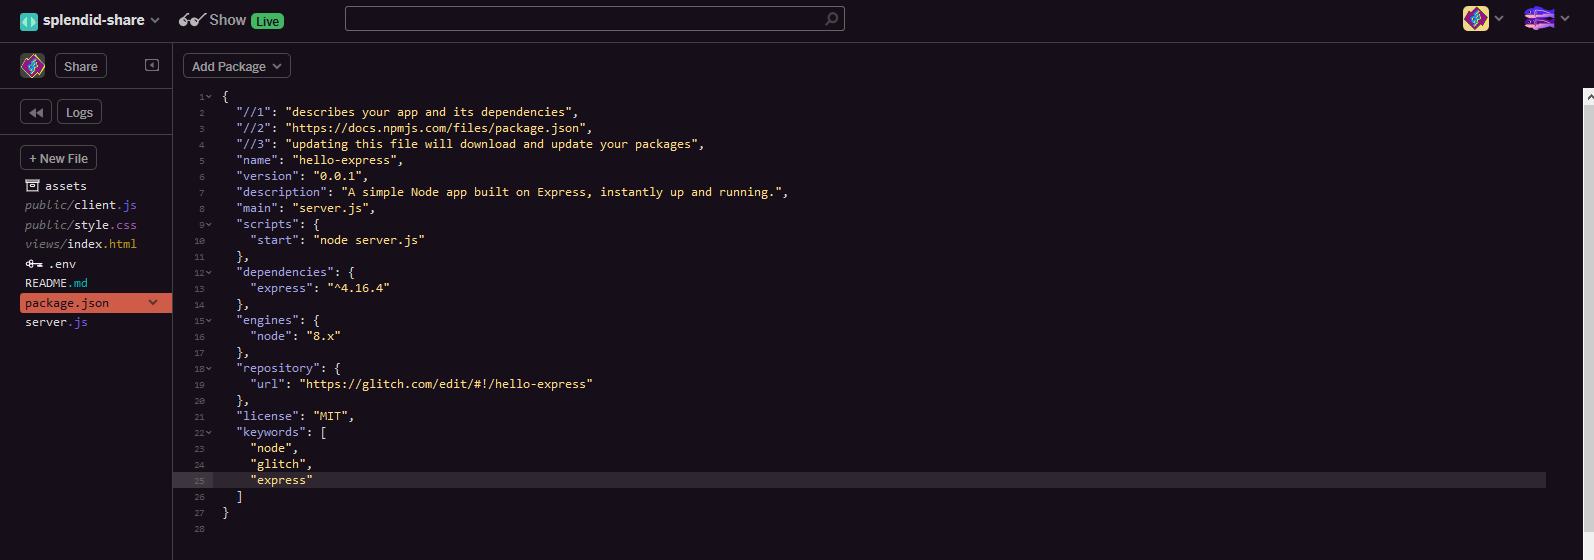 splendid-share Show Live
Share
Add Package
Logs
+ New File
assets
public/client.js
public/style.css
views/index.html
.env
README.md
package.json
server.js
1 {
2 "//1": "describes your app and its dependencies",
3 "//2": "https://docs.npmjs.com/files/package.json",
4 "//3": "updating this file will download and update your packages",
5 "name": "hello-express",
6 "version": "0.0.1",
7 "description": "A simple Node app built on Express, instantly up and running.",
8 "main": "server.js",
9 "scripts": {
10 "start": "node server.js"
11 },
12 "dependencies": {
13 "express": "^4.16.4"
14 },
15 "engines": {
16 "node": "8.x"
17 },
18 "repository": {
19 "url": "https://glitch.com/edit/#!/hello-express"
20 },
21 "license": "MIT",
22 "keywords": [
23 "node",
24 "glitch",
25 "express"
26 ]
27 }
28